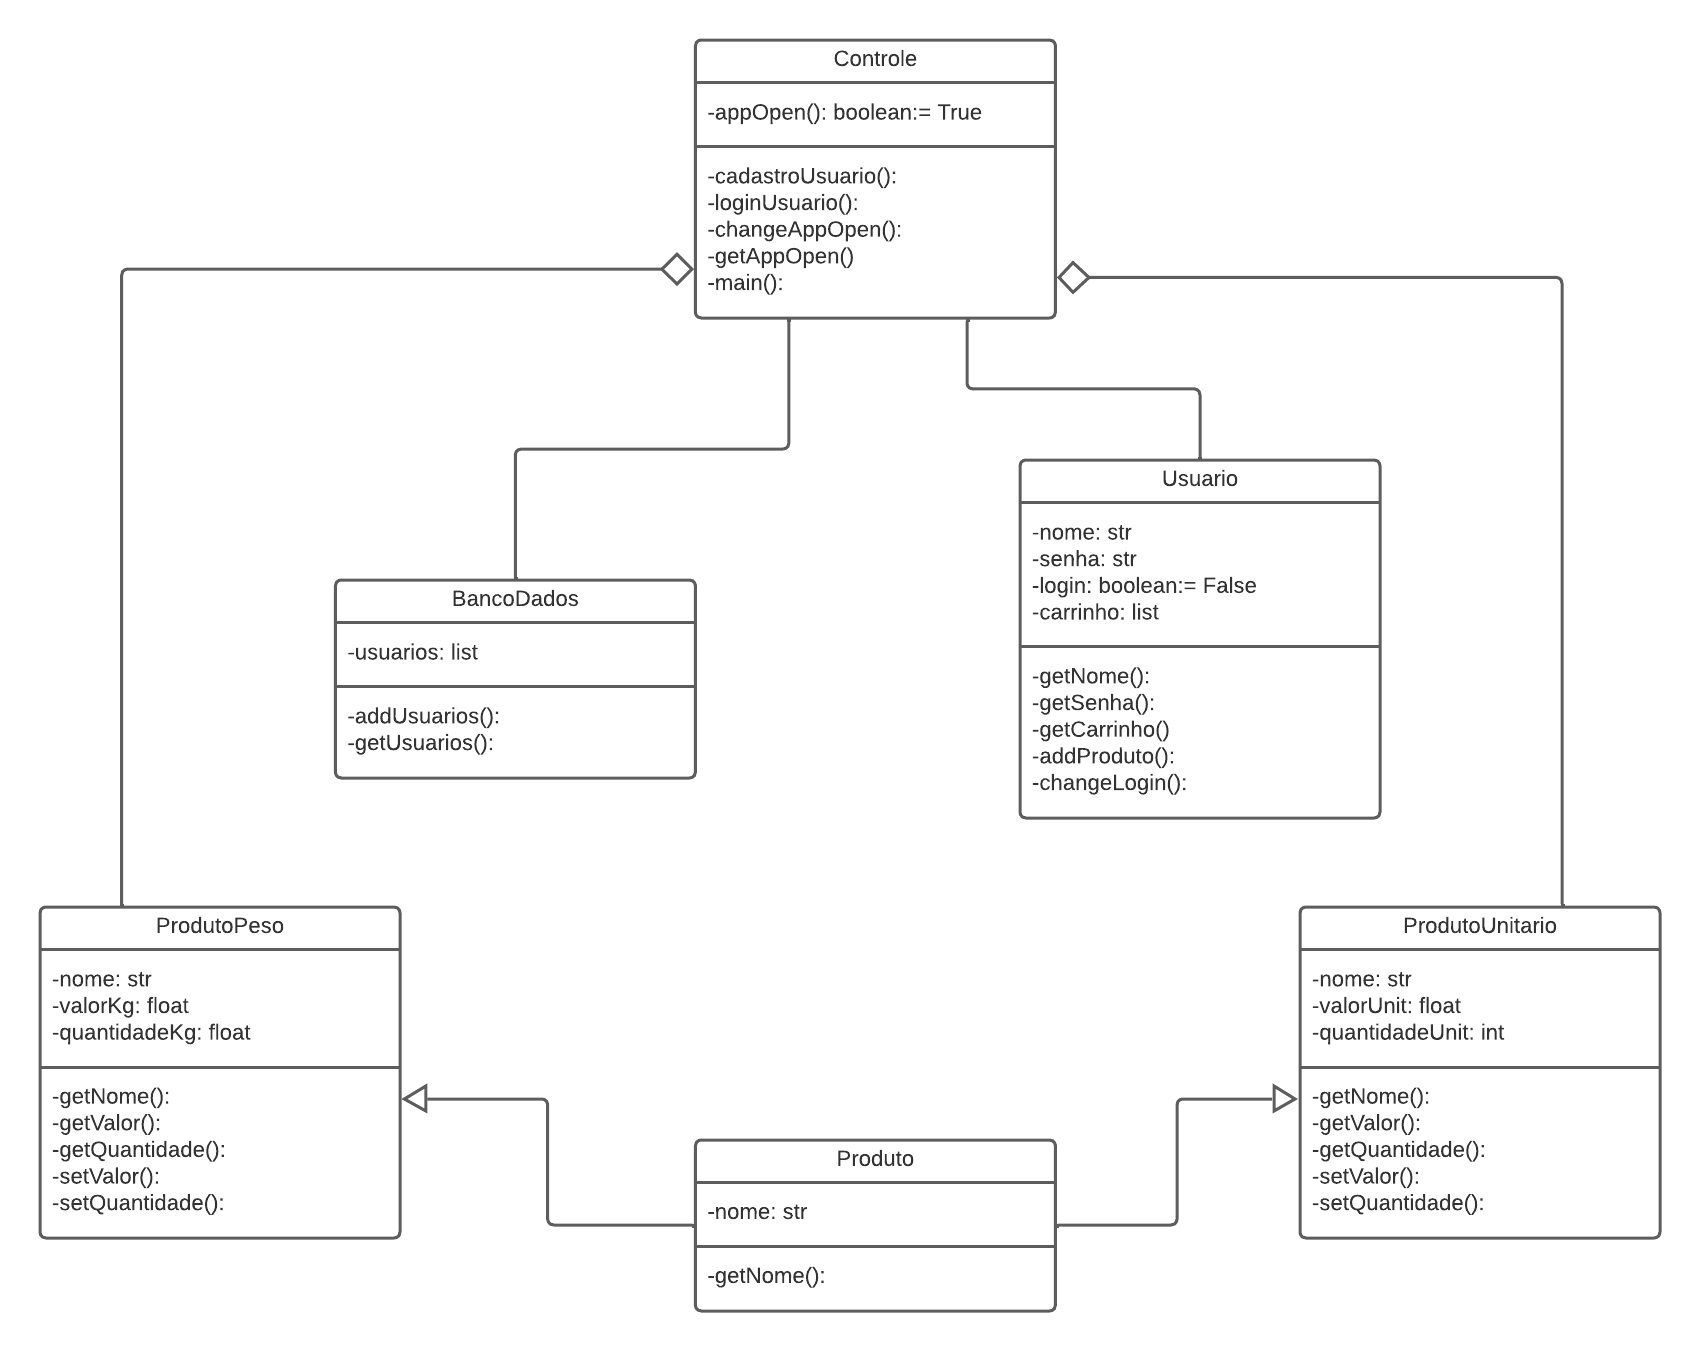 Controle
-appOpen(): boolean:= True
-cadastroUsuario():
-loginUsuario():
-changeAppOpen():
-getAppOpen()
-main():
Usuario
-nome: str
-senha: str
-login: boolean:= False
-carrinho: list
-getNome():
-getSenha():
-getCarrinho()
-addProduto():
-changeLogin():
BancoDados
-usuarios: list
-addUsuarios():
-getUsuarios():
ProdutoPeso
-nome: str
-valorKg: float
-quantidadeKg: float
-getNome():
-getValor():
-getQuantidade():
-setValor():
-setQuantidade():
ProdutoUnitario
-nome: str
-valorUnit: float
-quantidadeUnit: int
-getNome():
-getValor():
-getQuantidade():
-setValor():
-setQuantidade():
Produto
-nome: str
-getNome():